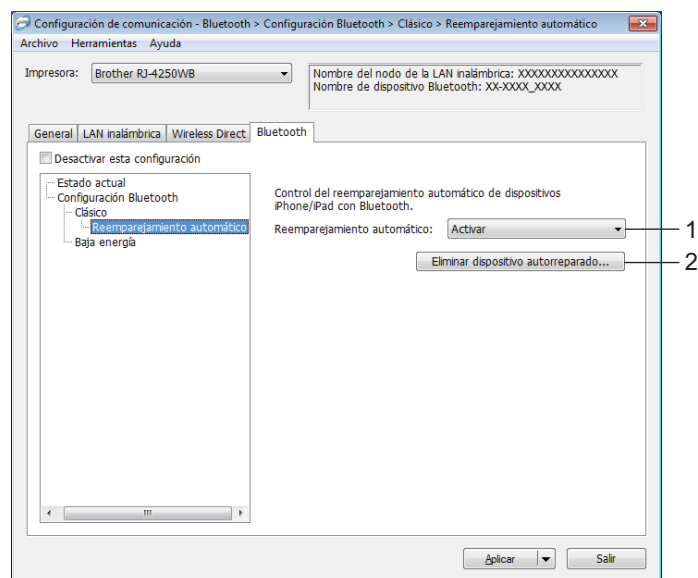 Configuración de comunicación - Bluetooth > Configuración Bluetooth > Clásico > Reemparejamiento automático
Archivo Herramientas Ayuda
Impresora: Brother RJ-4250WB
Nombre del nodo de la LAN inalámbrica: XXXXXXXXXXXXXXX
Nombre de dispositivo Bluetooth: XX-XXXX_XXXX
General LAN inalámbrica Wireless Direct Bluetooth
Desactivar esta configuración
Estado actual
Configuración Bluetooth
Clásico
Reemparejamiento automático
Baja energía
Control del reemparejamiento automático de dispositivos
iPhone/iPad con Bluetooth.
Reemparejamiento automático: Activar 1
Eliminar dispositivo autorreparado... 2
Aplicar Salir